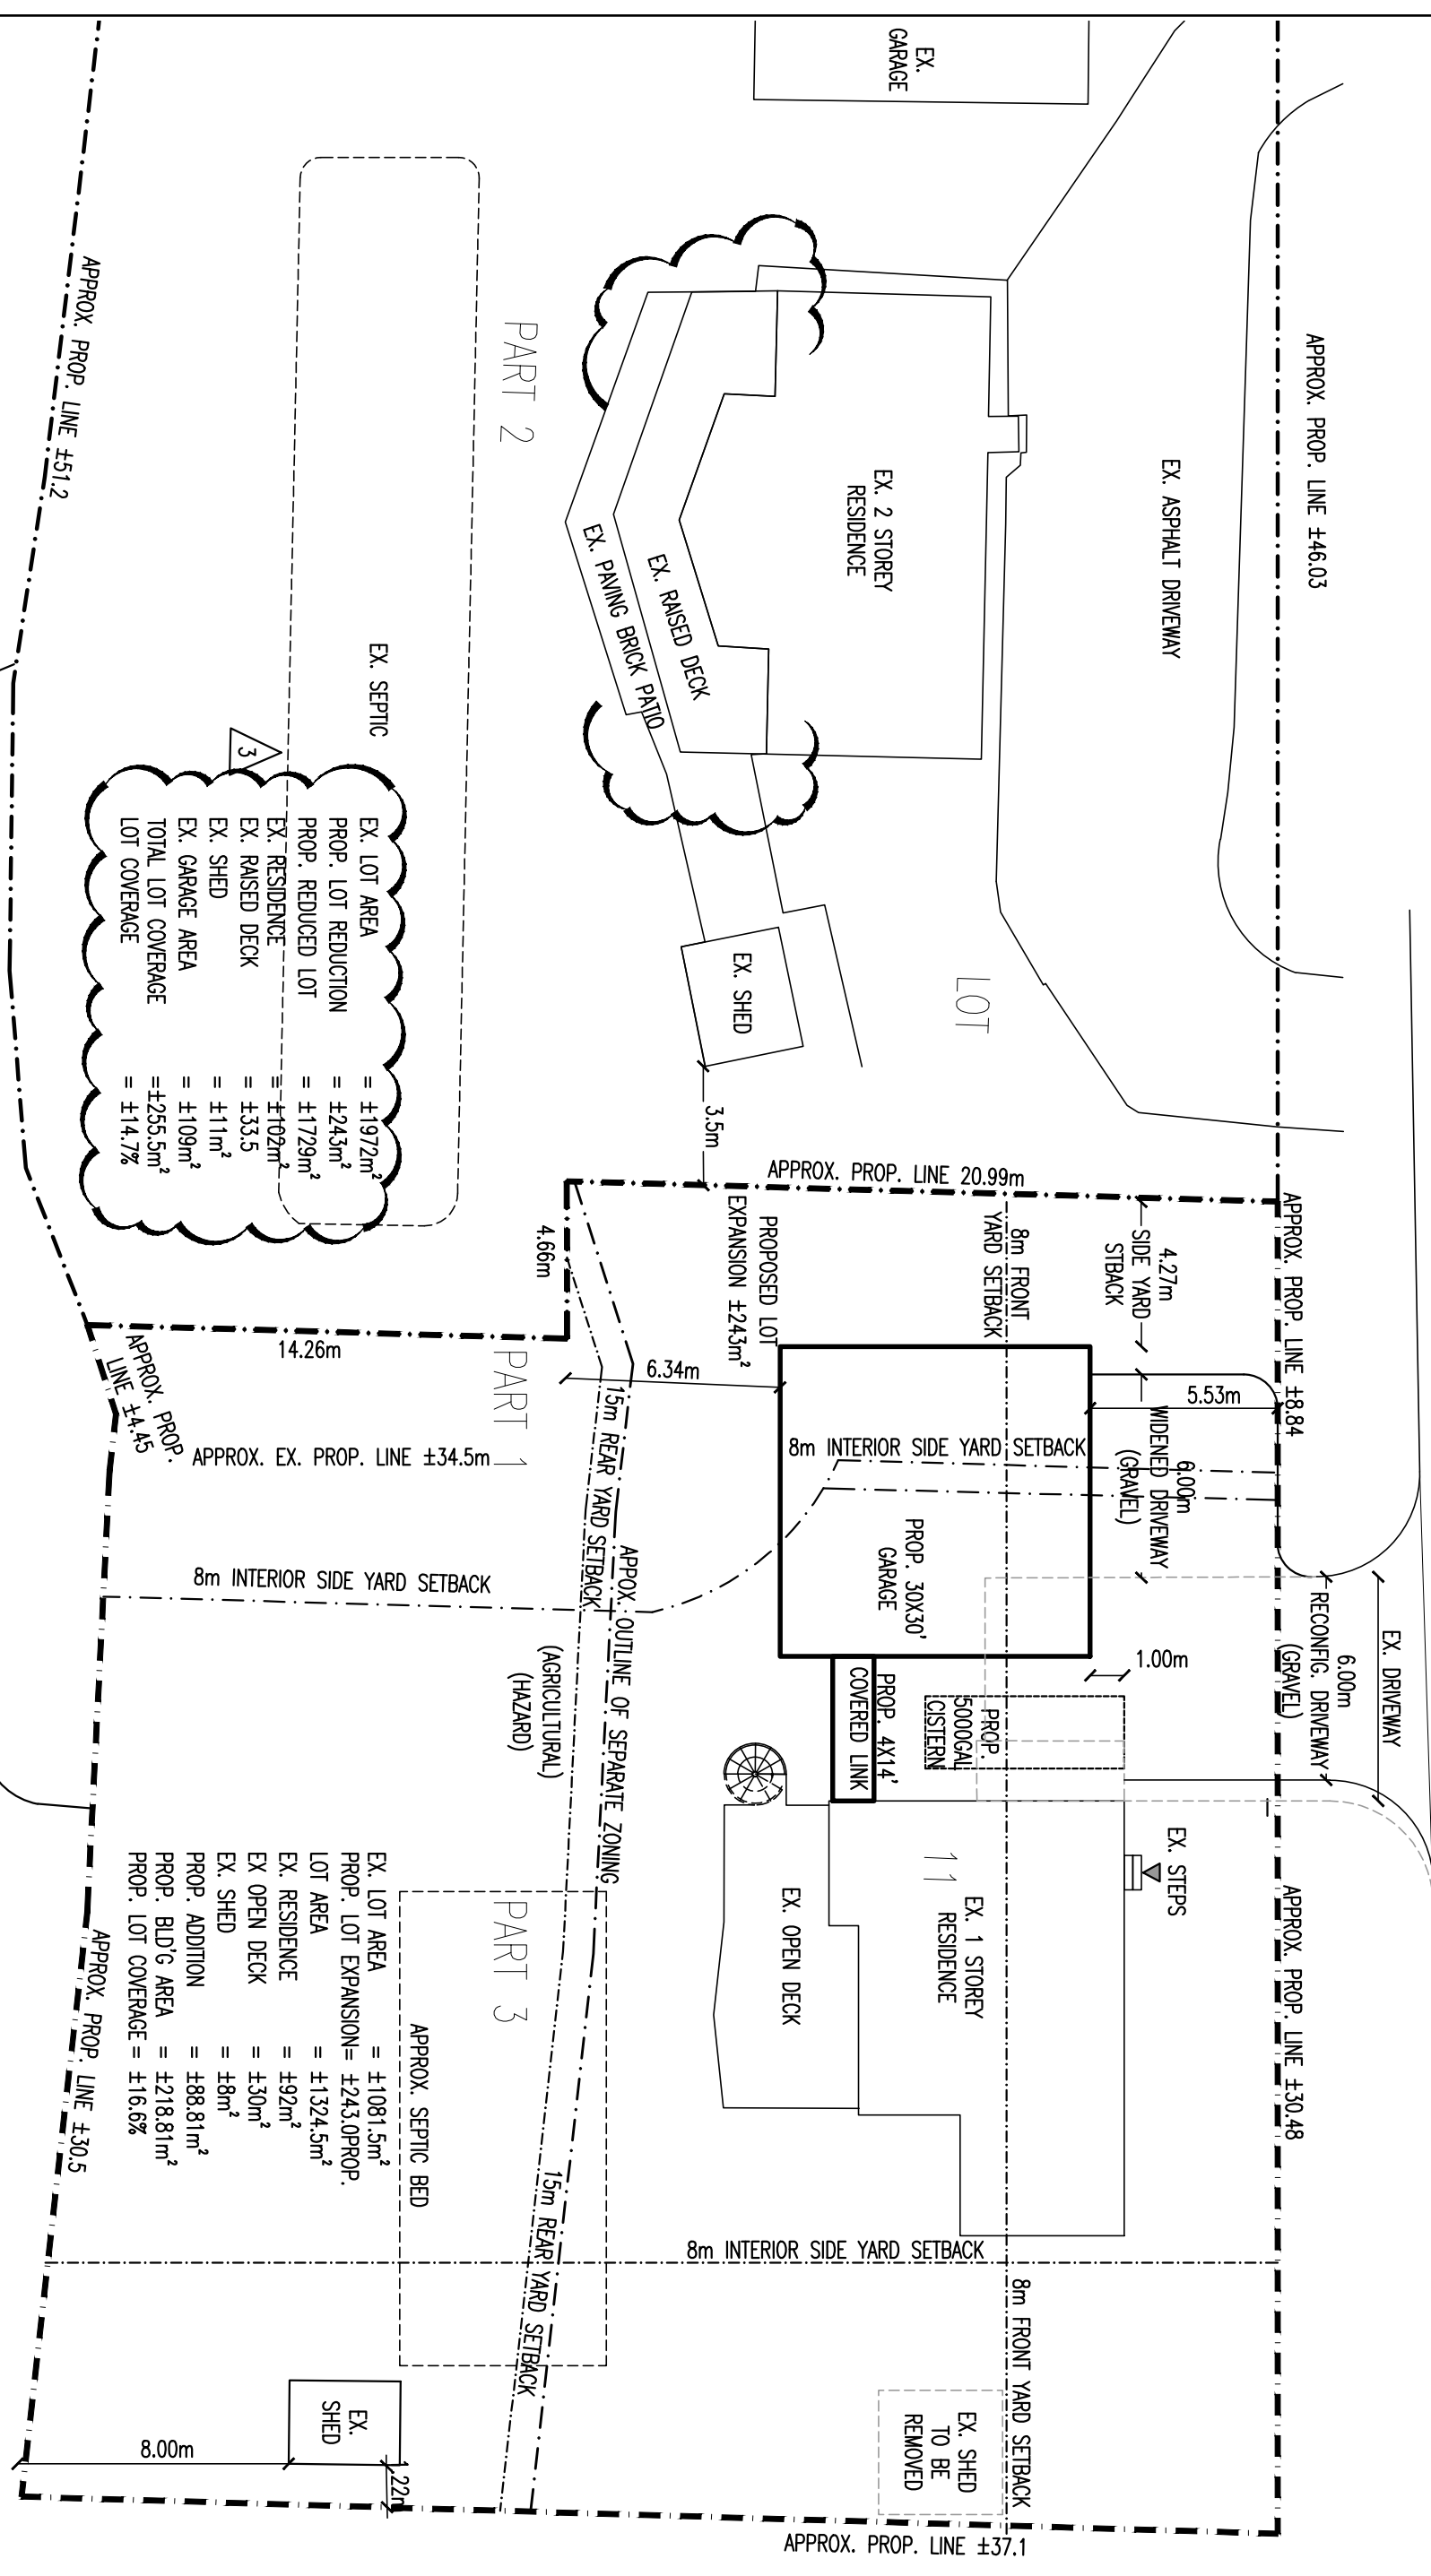 EX.
GARAGE
APPROX. PROP. LINE ±46.03
EX. ASPHALT DRIVEWAY
EX. 2 STOREY
RESIDENCE
EX. RAISED DECK
EX. PAVING BRICK PATIO
PART 2
APPROX. PROP. LINE ±51.2
EX. SEPTIC
3
EX. LOT AREA = ±1972m²
PROP. LOT REDUCTION = ±243m²
PROP. REDUCED LOT = ±1729m²
EX. RESIDENCE = ±102m²
EX. RAISED DECK = ±33.5
EX. SHED = ±11m²
EX. GARAGE AREA = ±109m²
TOTAL LOT COVERAGE =±255.5m²
LOT COVERAGE = ±14.7%
EX. SHED
LOT
3.5m
APPROX. PROP. LINE 20.99m
APPROX. PROP. LINE ±8.84
4.27m
SIDE YARD
STBACK
8m FRONT
YARD SETBACK
PROPOSED LOT
EXPANSION ±243m²
4.66m
14.26m
APPROX. PROP.
LINE ±4.45
PART 1
APPROX. EX. PROP. LINE ±34.5m
6.34m
5.53m
15m REAR YARD SETBACK
8m INTERIOR SIDE YARD SETBACK
6.00m
WIDENED DRIVEWAY
(GRAVEL)
PROP. 30X30'
GARAGE
8m INTERIOR SIDE YARD SETBACK
APPOX. OUTLINE OF SEPARATE ZONING
(AGRICULTURAL)
(HAZARD)
EX. DRIVEWAY
6.00m
RECONFIG. DRIVEWAY
(GRAVEL)
1.00m
PROP. 4X14'
COVERED LINK
PROP.
5000GAL
CISTERN
EX. STEPS
11
EX. 1 STOREY
RESIDENCE
EX. OPEN DECK
APPROX. PROP. LINE ±30.48
PART 3
APPROX. SEPTIC BED
EX. LOT AREA = ±1081.5m²
PROP. LOT EXPANSION= ±243.0PROP.
LOT AREA = ±1324.5m²
EX. RESIDENCE = ±92m²
EX OPEN DECK = ±30m²
EX. SHED = ±8m²
PROP. ADDITION = ±88.81m²
PROP. BLD'G AREA = ±218.81m²
PROP. LOT COVERAGE = ±16.6%
APPROX. PROP. LINE ±30.5
15m REAR YARD SETBACK
8m INTERIOR SIDE YARD SETBACK
8m FRONT YARD SETBACK
EX. SHED
TO BE
REMOVED
EX.
SHED
8.00m
APPROX. PROP. LINE ±37.1